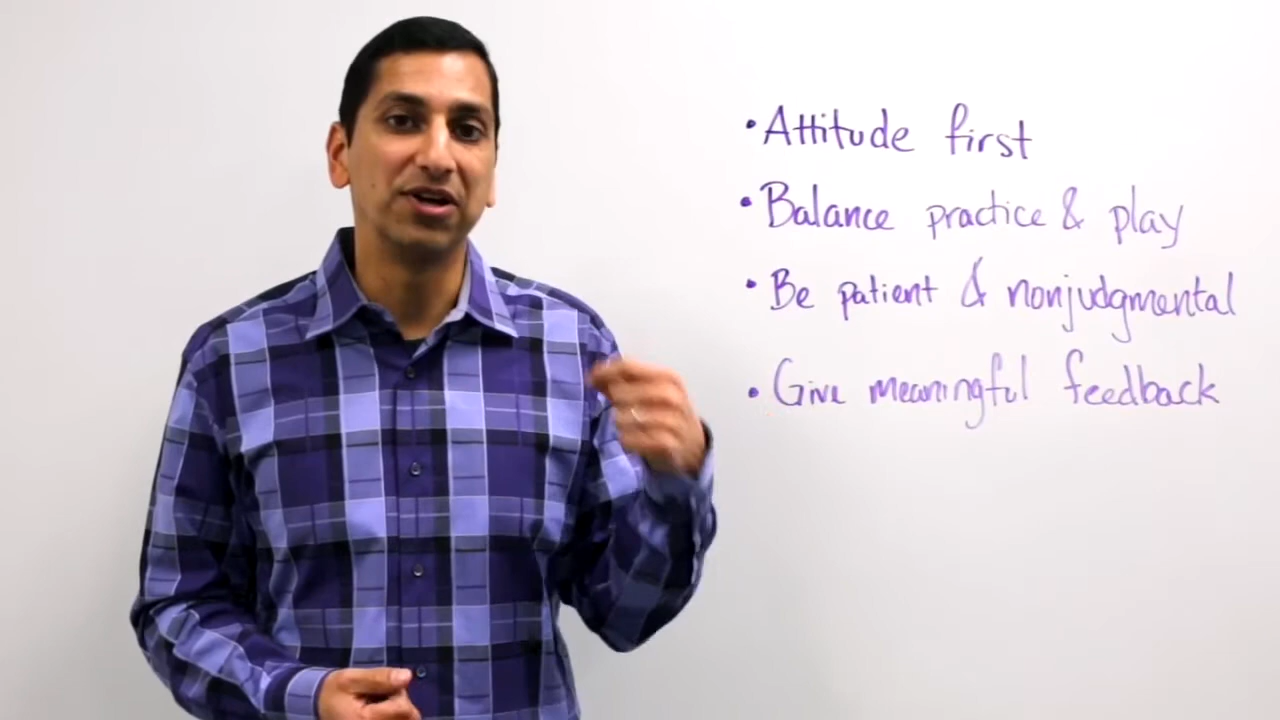 • Attitude first
• Balance practice & play
• Be patient & nonjudgmental
• Give meaningful feedback